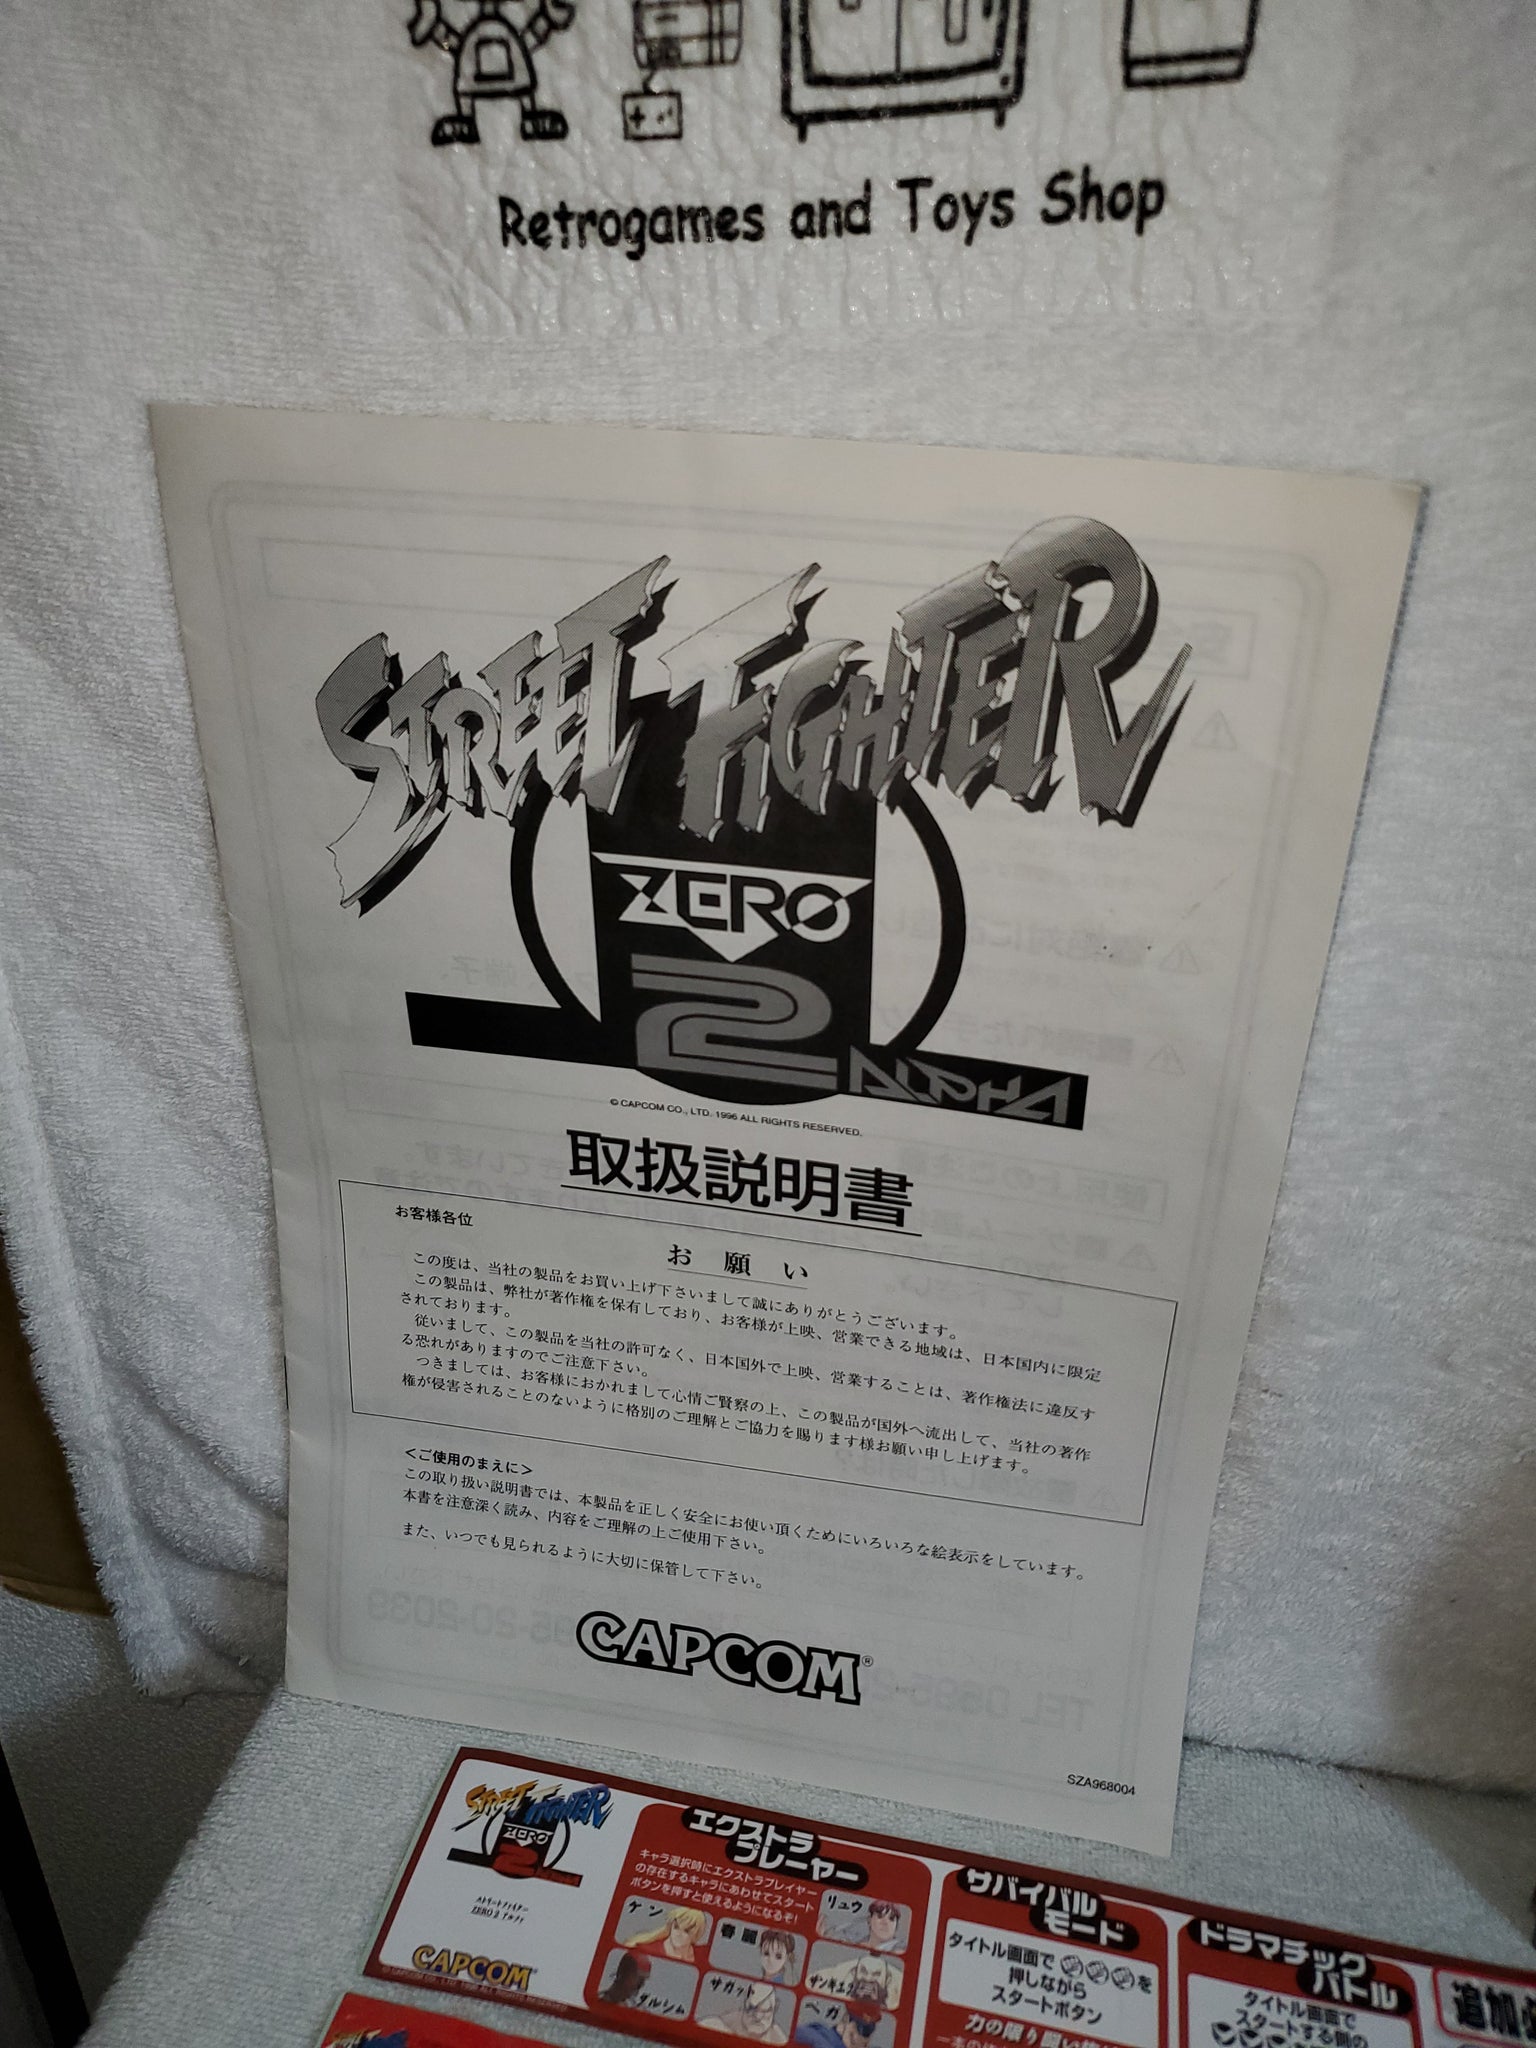 Retrogames and Toys Shop
STREET FIGHTER
ZERO
2
ALPHA
© CAPCOM CO., LTD. 1996 ALL RIGHTS RESERVED.
取扱説明書
お客様各位
お願い
この度は、当社の製品をお買い上げ下さいまして誠にありがとうございます。
この製品は、弊社が著作権を保有しており、お客様が上映、営業できる地域は、日本国内に限定
されております。
従いまして、この製品を当社の許可なく、日本国外で上映、営業することは、著作権法に違反す
る恐れがありますのでご注意下さい。
つきましては、お客様におかれまして心情ご賢察の上、この製品が国外へ流出して、当社の著作
権が侵害されることのないように格別のご理解とご協力を賜ります様お願い申し上げます。
<ご使用のまえに>
この取り扱い説明書では、本製品を正しく安全にお使い頂くためにいろいろな絵表示をしています。
本書を注意深く読み、内容をご理解の上ご使用下さい。
また、いつでも見られるように大切に保管して下さい。
CAPCOM®
SZA968004
STREET FIGHTER
ZERO
2
ストリートファイター
ZERO 2 アルファ
CAPCOM
エクストラ
プレーヤー
キャラ選択時にエクストラプレイヤー
の存在するキャラにあわせてスタート
ボタンを押すと使えるようになるぞ!
ケン
春麗
リュウ
ダルシム
サガット
ザンギエフ
ベガ
サバイバル
モード
タイトル画面で
を
押しながら
スタートボタン
ドラマチック
バトル
タイトル画面で
スタートする側の
追加